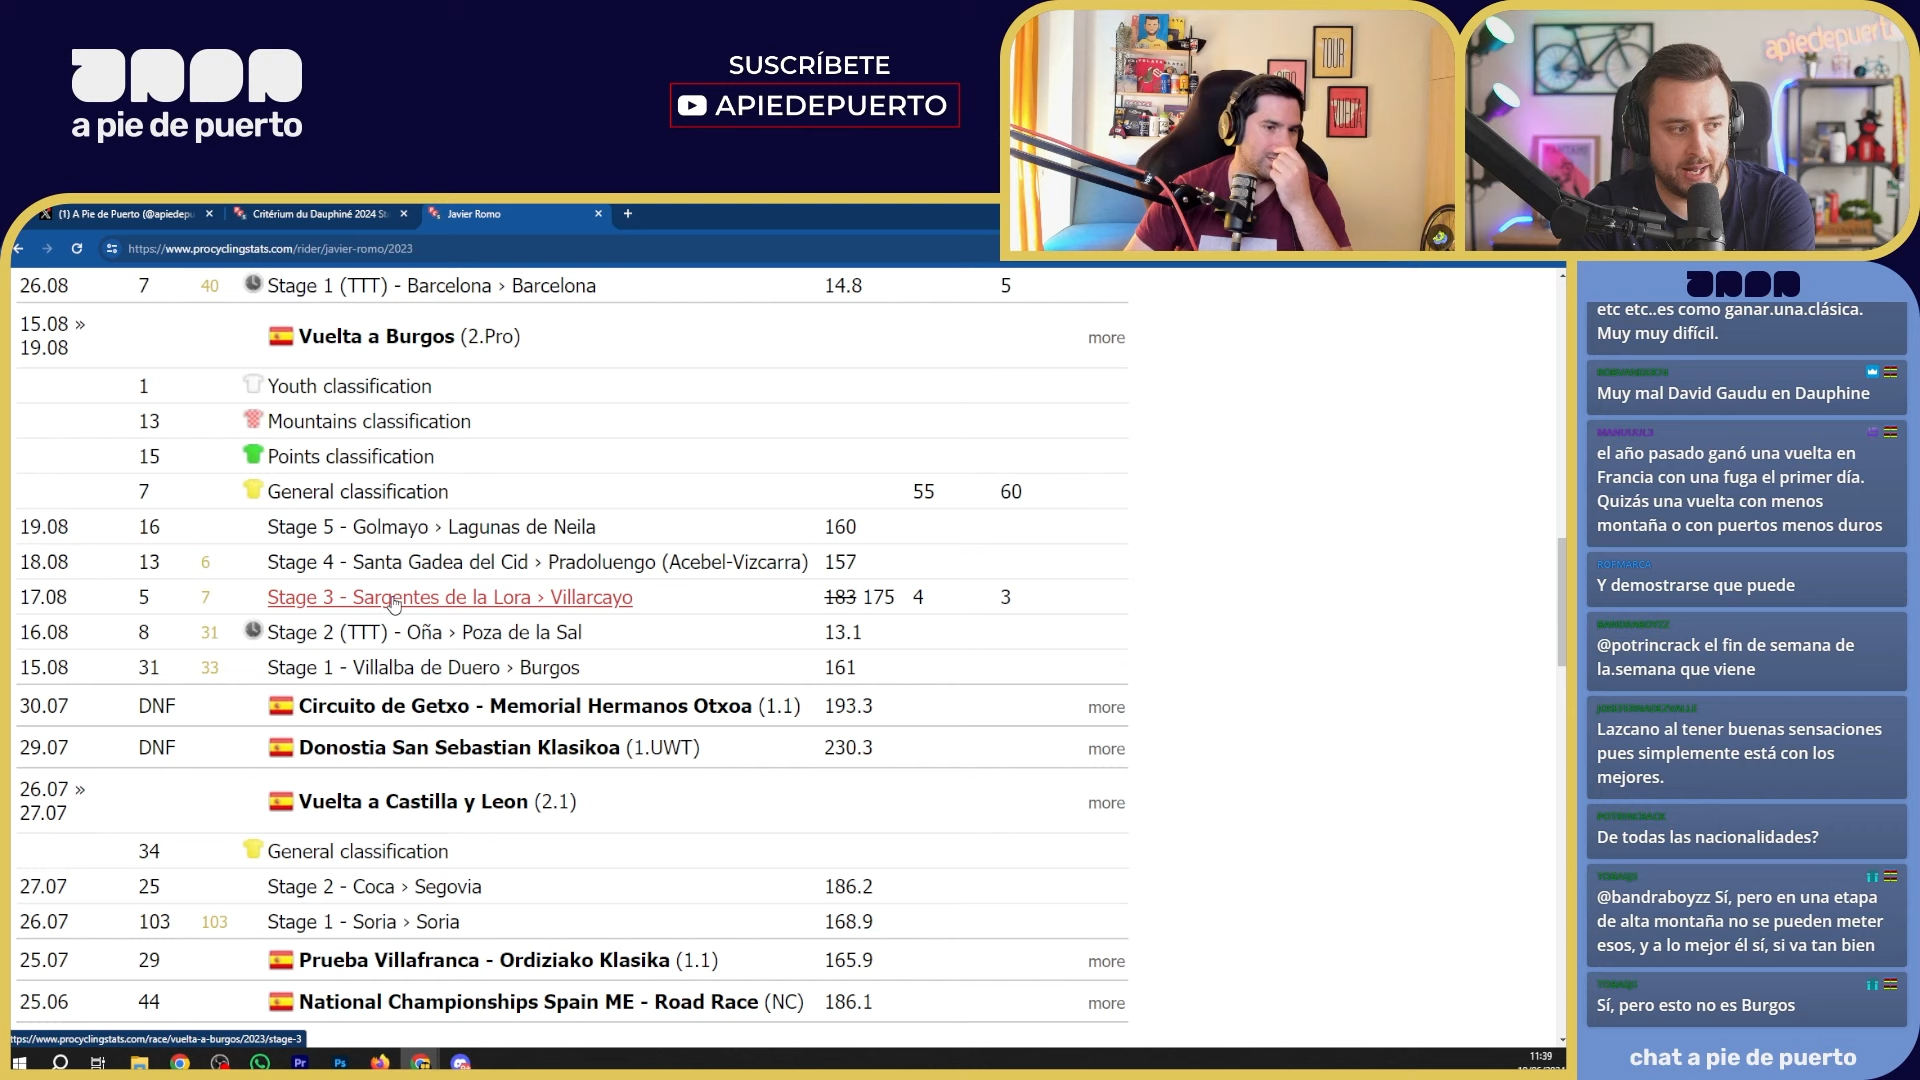 a pie de puerto
SUSCRÍBETE
APIEDEPUERTO
TOUR
apiedepuert
(1) A Pie de Puerto (@apiedepu
Critérium du Dauphiné 2024 St
Javier Romo
https://www.procyclingstats.com/rider/javier-romo/2023
26.08 7 40 Stage 1 (TTT) - Barcelona › Barcelona 14.8 5
15.08 »
19.08
Vuelta a Burgos (2.Pro) more
1 Youth classification
13 Mountains classification
15 Points classification
7 General classification 55 60
19.08 16 Stage 5 - Golmayo › Lagunas de Neila 160
18.08 13 6 Stage 4 - Santa Gadea del Cid › Pradoluengo (Acebel-Vizcarra) 157
17.08 5 7 Stage 3 - Sargentes de la Lora › Villarcayo 183 175 4 3
16.08 8 31 Stage 2 (TTT) - Oña › Poza de la Sal 13.1
15.08 31 33 Stage 1 - Villalba de Duero › Burgos 161
30.07 DNF Circuito de Getxo - Memorial Hermanos Otxoa (1.1) 193.3 more
29.07 DNF Donostia San Sebastian Klasikoa (1.UWT) 230.3 more
26.07 »
27.07
Vuelta a Castilla y Leon (2.1) more
34 General classification
27.07 25 Stage 2 - Coca › Segovia 186.2
26.07 103 103 Stage 1 - Soria › Soria 168.9
25.07 29 Prueba Villafranca - Ordiziako Klasika (1.1) 165.9 more
25.06 44 National Championships Spain ME - Road Race (NC) 186.1 more
ttps://www.procyclingstats.com/race/vuelta-a-burgos/2023/stage-3
Pr
Ps
11:39
etc etc..es como ganar.una.clásica.
Muy muy difícil.
Muy mal David Gaudu en Dauphine
el año pasado ganó una vuelta en
Francia con una fuga el primer día.
Quizás una vuelta con menos
montaña o con puertos menos duros
ROFMARCA
Y demostrarse que puede
BANDRABOYZZ
@potrincrack el fin de semana de
la.semana que viene
Lazcano al tener buenas sensaciones
pues simplemente está con los
mejores.
POTRINCRACK
De todas las nacionalidades?
@bandraboyzz Sí, pero en una etapa
de alta montaña no se pueden meter
esos, y a lo mejor él sí, si va tan bien
Sí, pero esto no es Burgos
chat a pie de puerto